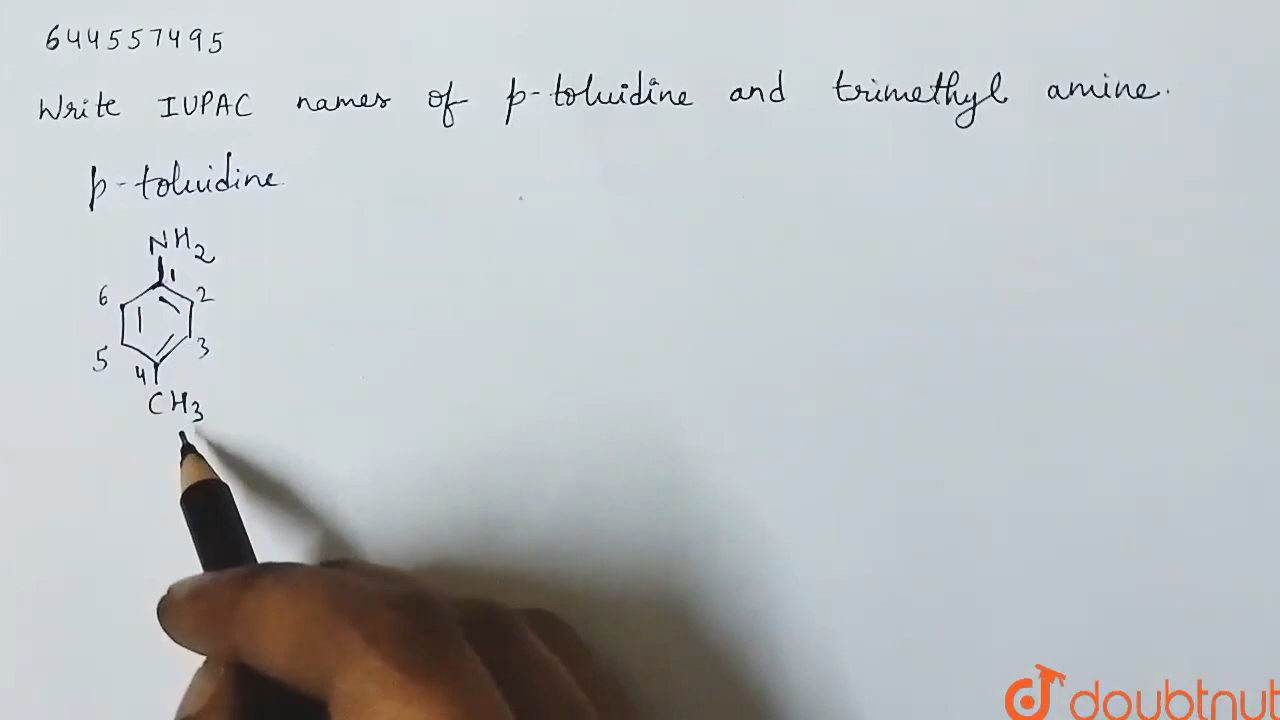 644557495
Write IUPAC names of p-toluidine and trimethyl amine.
p-toluidine
NH2
1
6 2
5 3
4
CH3
doubtnut